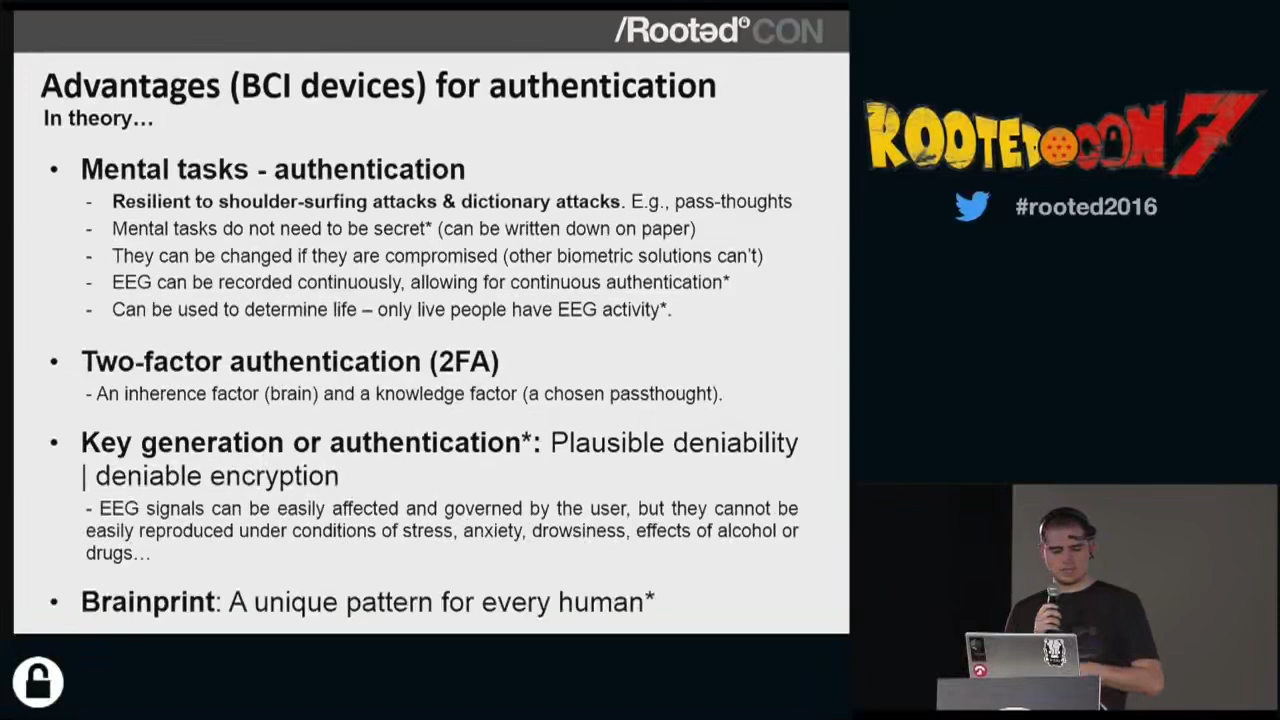 /Rootəd®CON
Advantages (BCI devices) for authentication
In theory…
• Mental tasks - authentication
- Resilient to shoulder-surfing attacks & dictionary attacks. E.g., pass-thoughts
- Mental tasks do not need to be secret* (can be written down on paper)
- They can be changed if they are compromised (other biometric solutions can’t)
- EEG can be recorded continuously, allowing for continuous authentication*
- Can be used to determine life – only live people have EEG activity*.
• Two-factor authentication (2FA)
- An inherence factor (brain) and a knowledge factor (a chosen passthought).
• Key generation or authentication*: Plausible deniability
| deniable encryption
- EEG signals can be easily affected and governed by the user, but they cannot be
easily reproduced under conditions of stress, anxiety, drowsiness, effects of alcohol or
drugs…
• Brainprint: A unique pattern for every human*
ROOTEDCON 7
#rooted2016